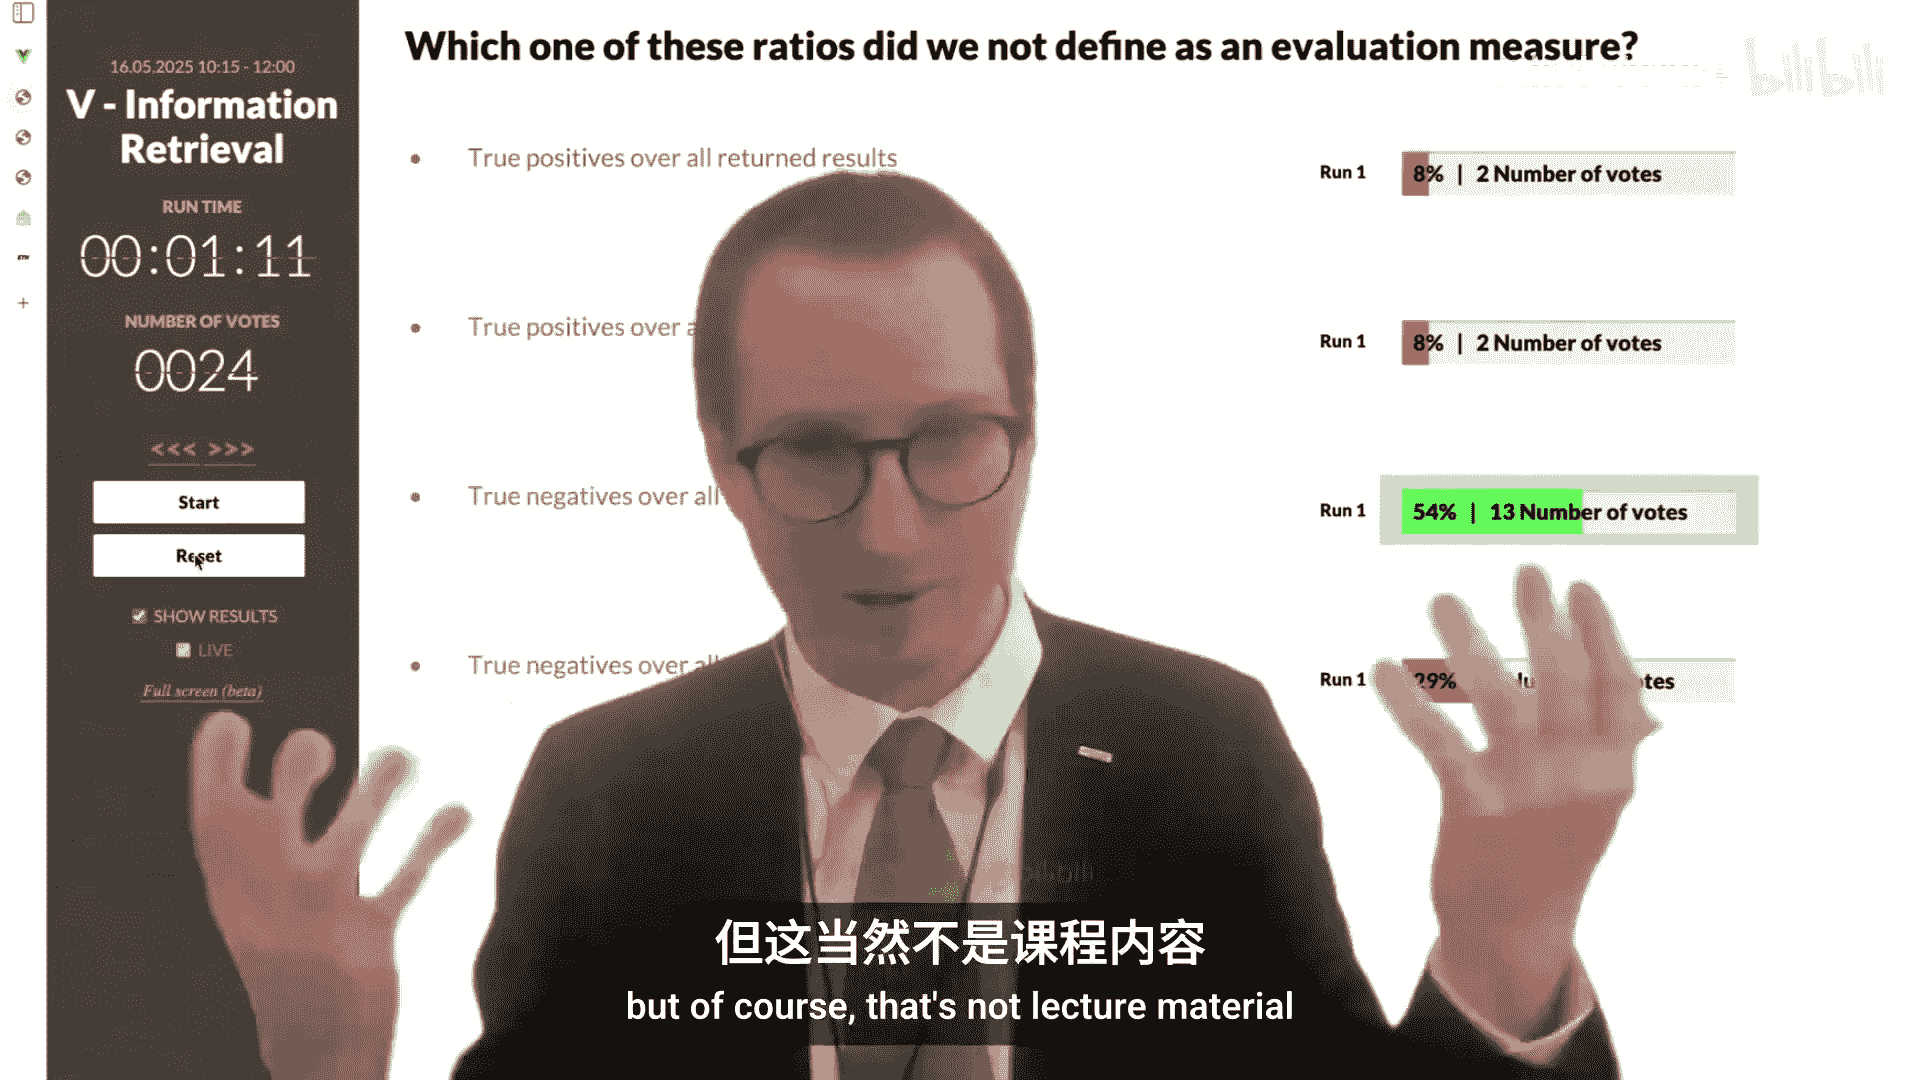 Which one of these ratios did we not define as an evaluation measure?
bilibili
16.05.2025 10:15 - 12:00
V - Information
Retrieval
RUN TIME
00:01:11
NUMBER OF VOTES
0024
<<< >>>
Start
Reset
SHOW RESULTS
LIVE
Full screen (beta)
True positives over all returned results
Run 1
8% | 2 Number of votes
True positives over
Run 1
8% | 2 Number of votes
True negatives over all
Run 1
54% | 13 Number of votes
True negatives over all
Run 1
29%
bilibili
但这当然不是课程内容
but of course, that's not lecture material